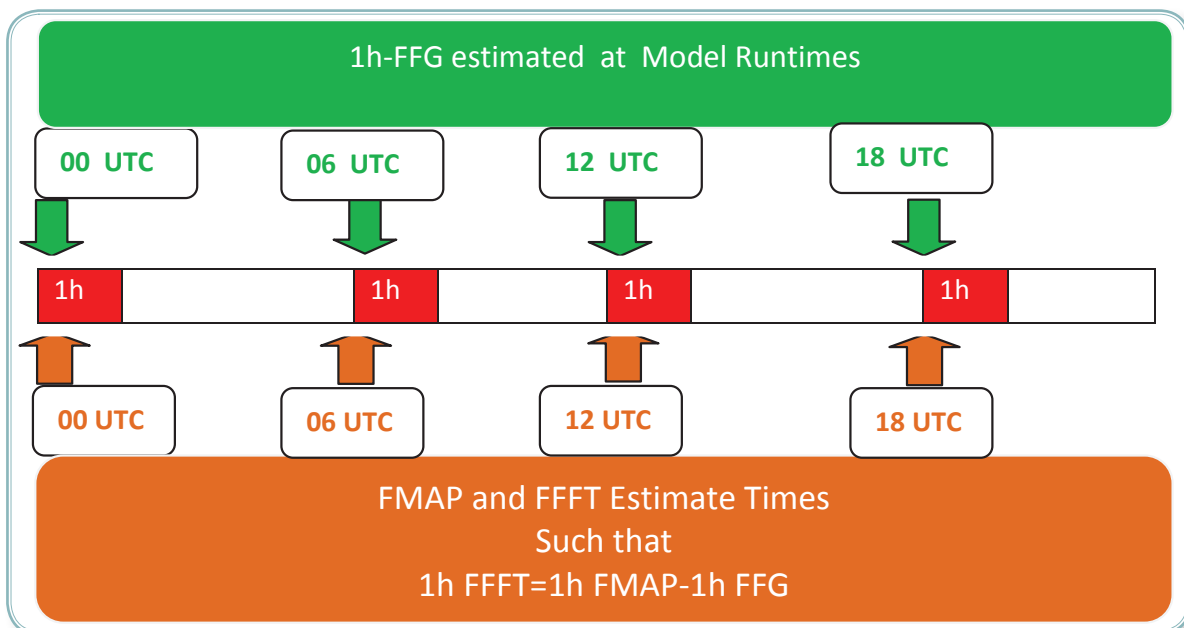 1h-FFG estimated at Model Runtimes
00 UTC
06 UTC
12 UTC
18 UTC
1h
1h
1h
1h
00 UTC
06 UTC
12 UTC
18 UTC
FMAP and FFFT Estimate Times
Such that
1h FFFT=1h FMAP-1h FFG